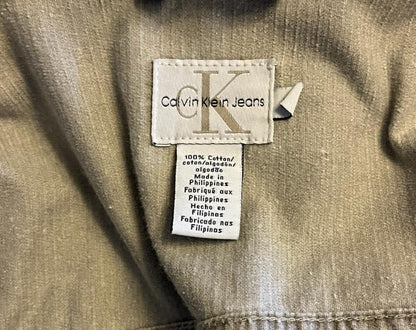 CK
Calvin Klein Jeans
100% Cotton/
coton/algodón/
algodão
Made in
Philippines
Fabriqué aux
Philippines
Hecho en
Filipinas
Fabricado nas
Filipinas